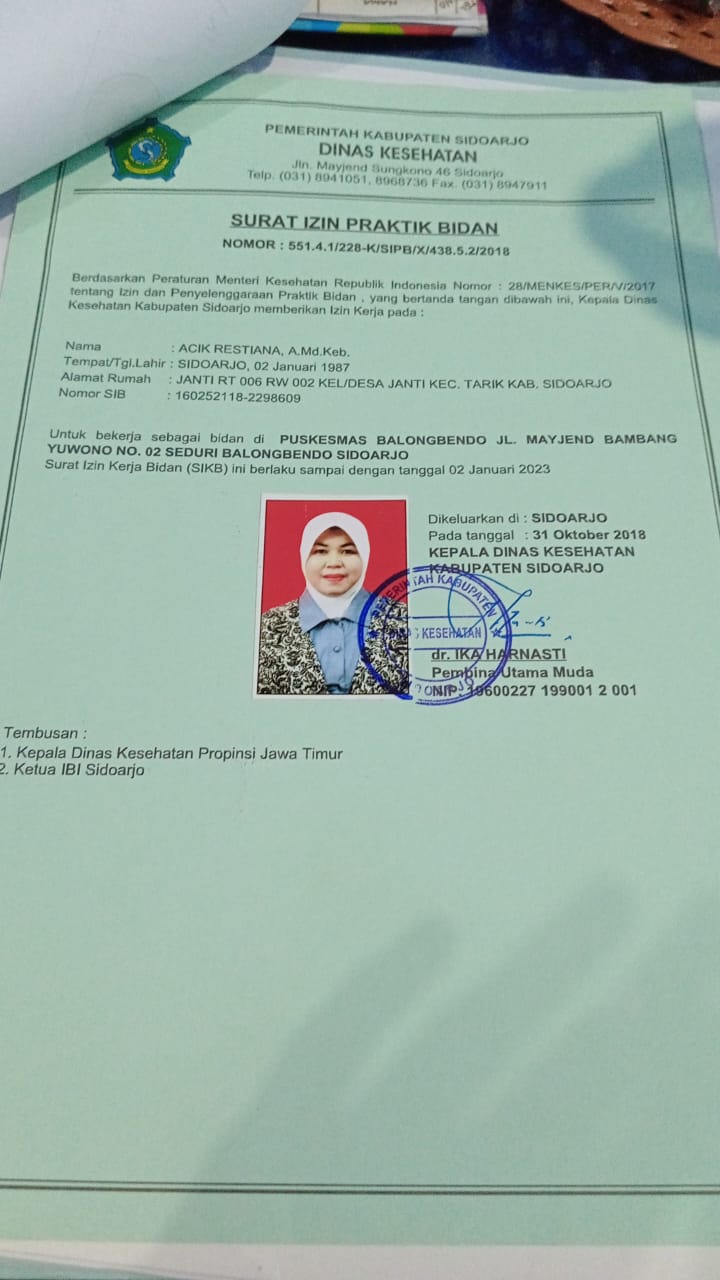 PEMERINTAH KABUPATEN SIDOARJO
DINAS KESEHATAN
Jln. Mayjend Sungkono 46 Sidoarjo
Telp. (031) 8941051, 8968736 Fax. (031) 8947911
SURAT IZIN PRAKTIK BIDAN
NOMOR : 551.4.1/228-K/SIPB/X/438.5.2/2018
Berdasarkan Peraturan Menteri Kesehatan Republik Indonesia Nomor : 28/MENKES/PER/V/2017
tentang Izin dan Penyelenggaraan Praktik Bidan , yang bertanda tangan dibawah ini, Kepala Dinas
Kesehatan Kabupaten Sidoarjo memberikan Izin Kerja pada :
Nama : ACIK RESTIANA, A.Md.Keb.
Tempat/Tgl.Lahir : SIDOARJO, 02 Januari 1987
Alamat Rumah : JANTI RT 006 RW 002 KEL/DESA JANTI KEC. TARIK KAB. SIDOARJO
Nomor SIB : 160252118-2298609
Untuk bekerja sebagai bidan di PUSKESMAS BALONGBENDO JL. MAYJEND BAMBANG
YUWONO NO. 02 SEDURI BALONGBENDO SIDOARJO
Surat Izin Kerja Bidan (SIKB) ini berlaku sampai dengan tanggal 02 Januari 2023
Dikeluarkan di : SIDOARJO
Pada tanggal : 31 Oktober 2018
KEPALA DINAS KESEHATAN
KABUPATEN SIDOARJO
PEMERINTAH KABUPATEN
KESEHATAN
dr. IKA HARNASTI
Pembina Utama Muda
NIP. 19600227 199001 2 001
Tembusan :
1. Kepala Dinas Kesehatan Propinsi Jawa Timur
2. Ketua IBI Sidoarjo